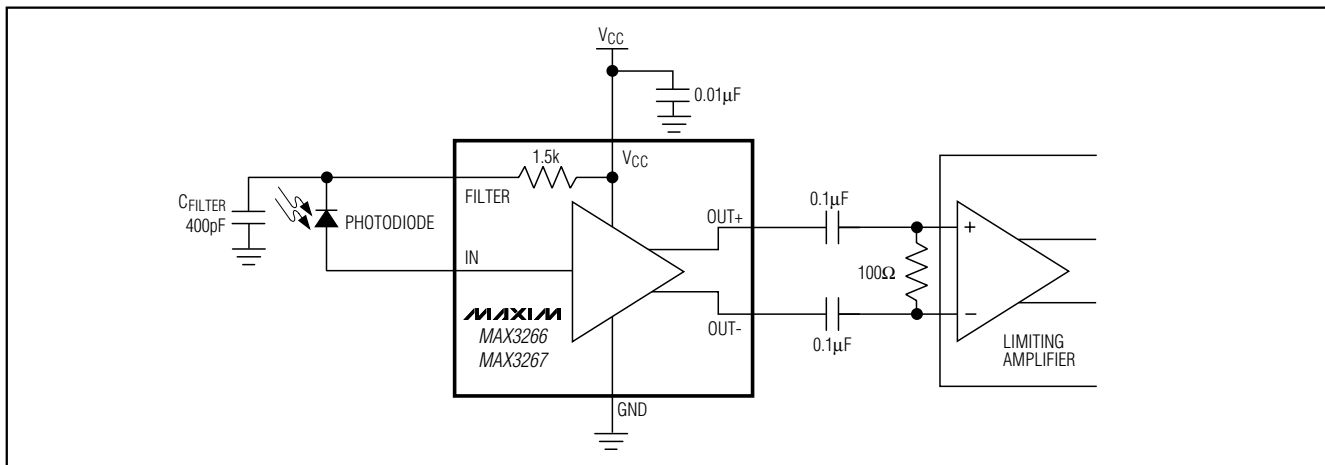 VCC
0.01μF
1.5k
VCC
CFILTER
400pF
PHOTODIODE
FILTER
IN
OUT+
OUT-
MAXIM
MAX3266
MAX3267
GND
0.1μF
0.1μF
100Ω
+
−
LIMITING
AMPLIFIER